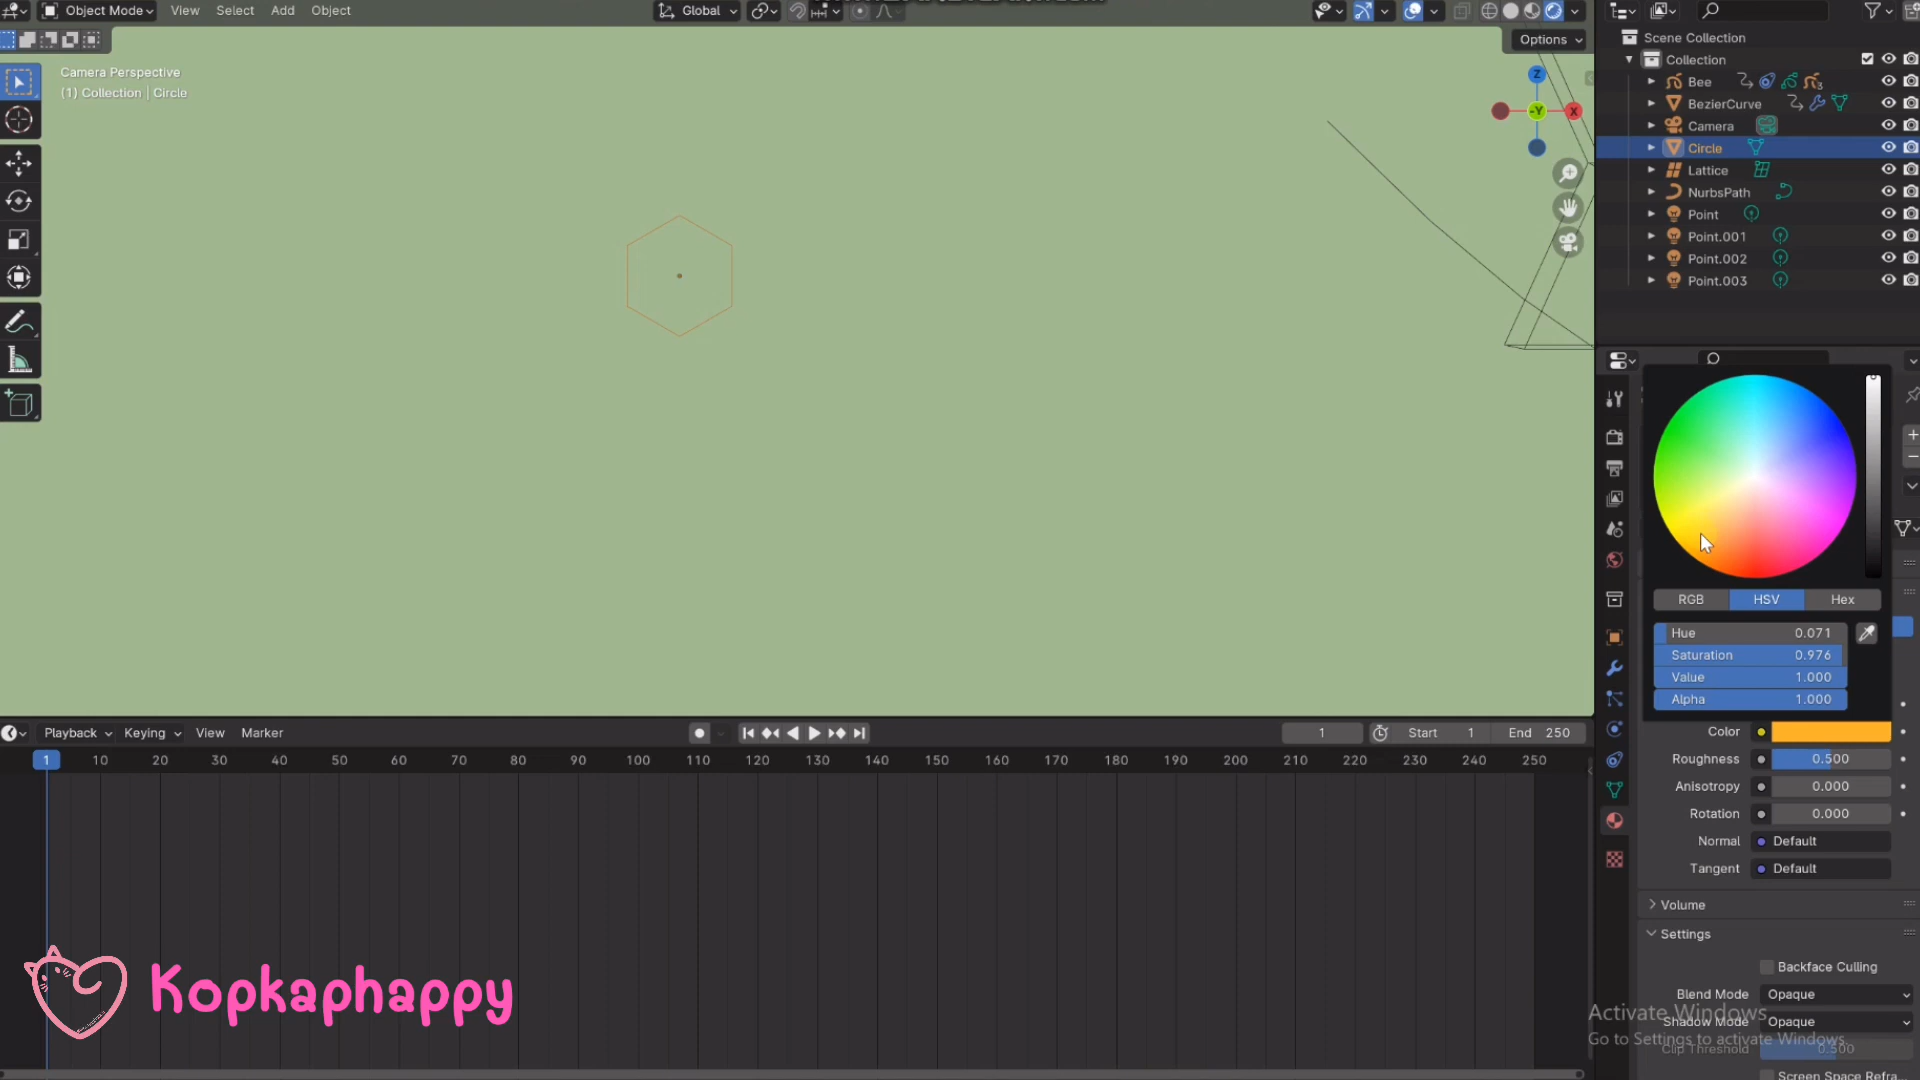 Object Mode View Select Add Object Global
Options
Camera Perspective
(1) Collection | Circle
Z
-Y
X
Scene Collection
Collection
Bee
3
BezierCurve
Camera
Circle
Lattice
NurbsPath
Point
Point.001
Point.002
Point.003
RGB HSV Hex
Hue 0.071
Saturation 0.976
Value 1.000
Alpha 1.000
Color
Roughness 0.500
Anisotropy 0.000
Rotation 0.000
Normal Default
Tangent Default
Volume
Settings
Backface Culling
Blend Mode Opaque
Shadow Mode Opaque
Clip Threshold 0.500
Screen Space Refra...
Activate Windows
Go to Settings to activate Windows.
Playback Keying View Marker 1 Start 1 End 250
1 10 20 30 40 50 60 70 80 90 100 110 120 130 140 150 160 170 180 190 200 210 220 230 240 250
Kopkaphappy